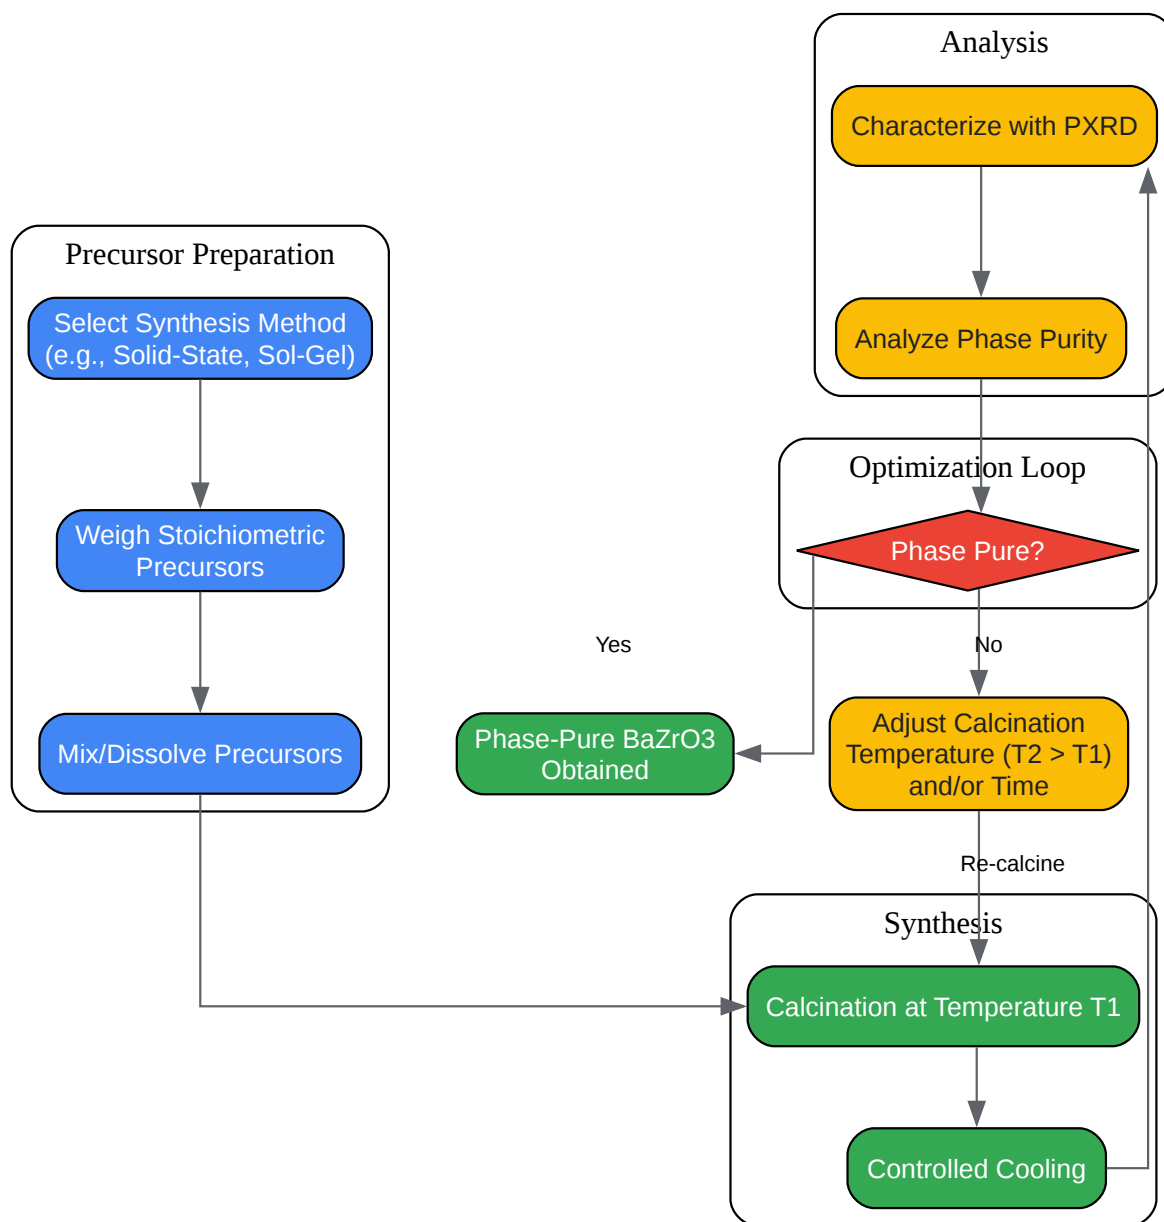 Analysis
Characterize with PXRD
Analyze Phase Purity
Precursor Preparation
Select Synthesis Method
(e.g., Solid-State, Sol-Gel)
Weigh Stoichiometric
Precursors
Mix/Dissolve Precursors
Optimization Loop
Phase Pure?
Yes
No
Phase-Pure BaZrO3
Obtained
Adjust Calcination
Temperature (T2 > T1)
and/or Time
Re-calcine
Synthesis
Calcination at Temperature T1
Controlled Cooling